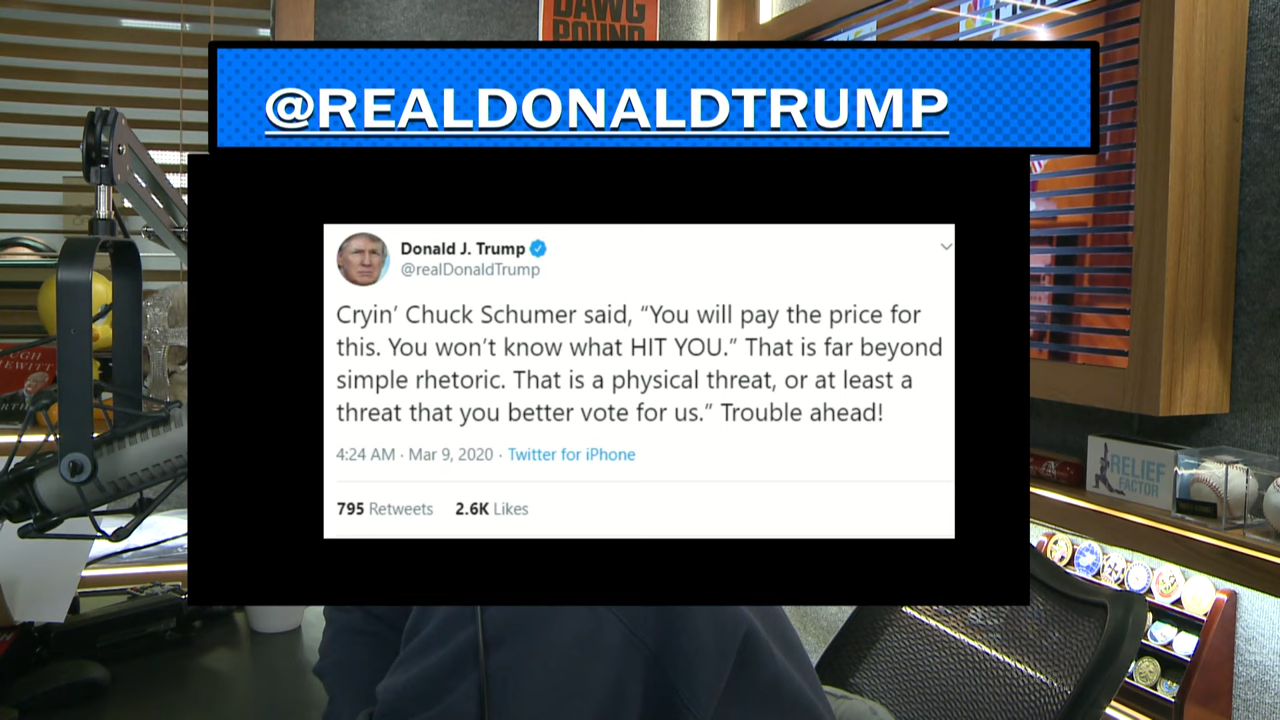 DAWG
POUND
@REALDONALDTRUMP
Donald J. Trump
@realDonaldTrump
Cryin’ Chuck Schumer said, “You will pay the price for
this. You won’t know what HIT YOU.” That is far beyond
simple rhetoric. That is a physical threat, or at least a
threat that you better vote for us.” Trouble ahead!
4:24 AM · Mar 9, 2020 · Twitter for iPhone
795 Retweets 2.6K Likes
EWITT
RELIEF
FACTOR